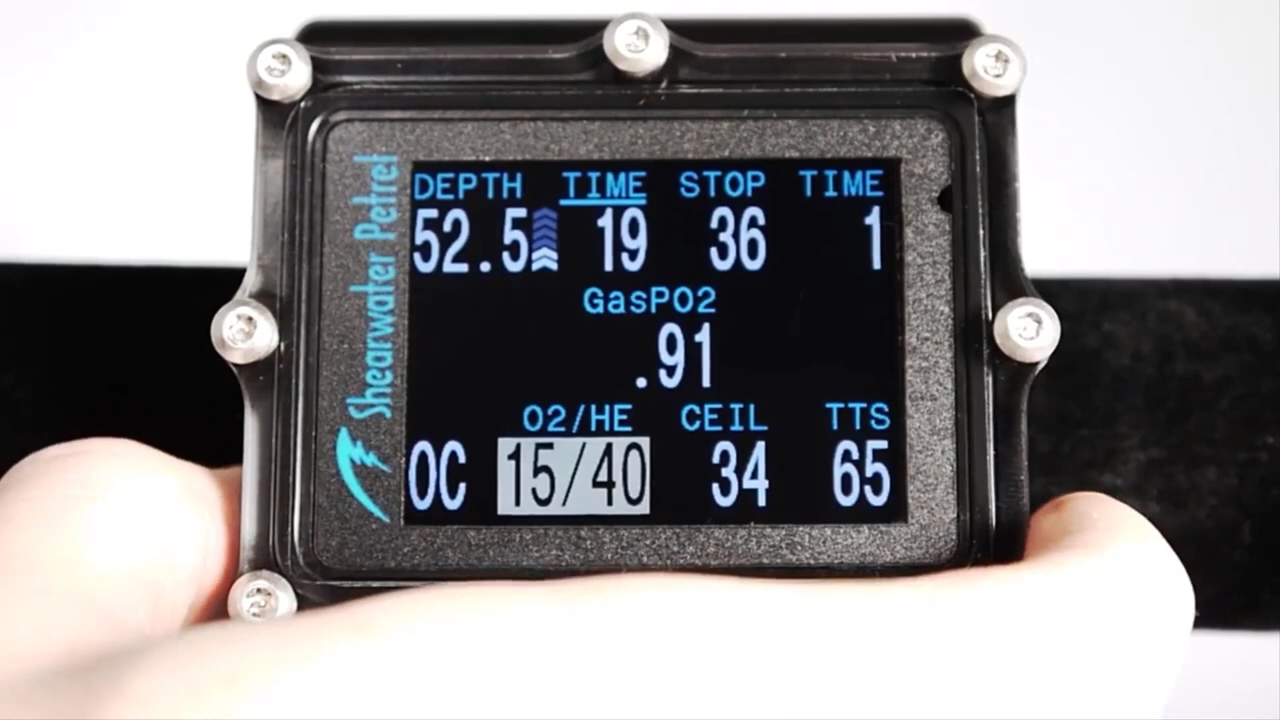 Shearwater Petrel
DEPTH TIME STOP TIME
52.5 19 36 1
GasPO2
.91
O2/HE CEIL TTS
OC 15/40 34 65